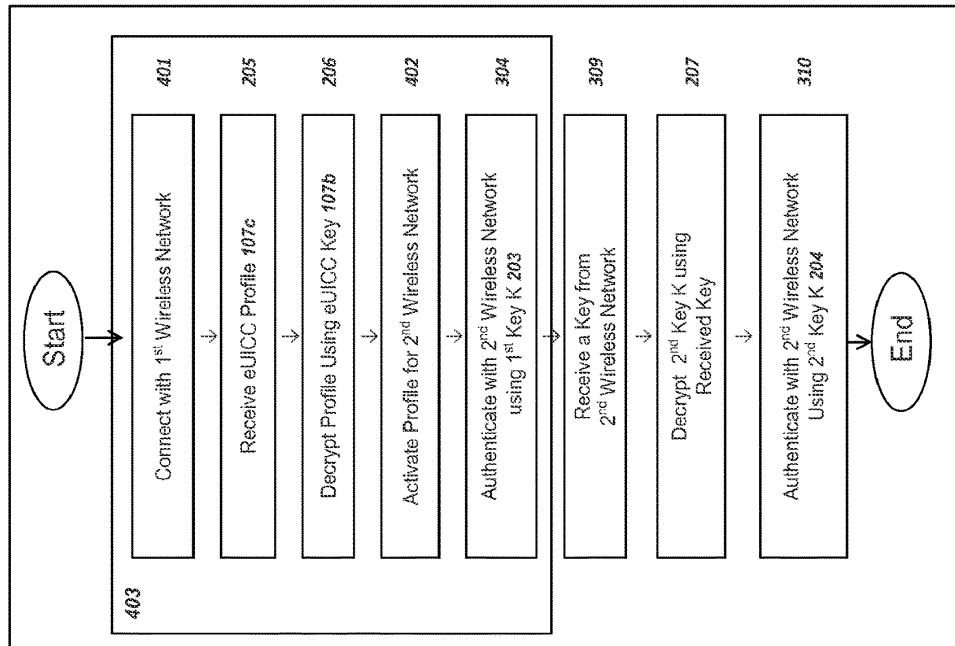 Start
403
Connect with 1st Wireless Network
401
Receive eUICC Profile 107c
205
Decrypt Profile Using eUICC Key 107b
206
Activate Profile for 2nd Wireless Network
402
Authenticate with 2nd Wireless Network
using 1st Key K 203
304
Receive a Key from
2nd Wireless Network
309
Decrypt 2nd Key K using
Received Key
207
Authenticate with 2nd Wireless Network
Using 2nd Key K 204
310
End